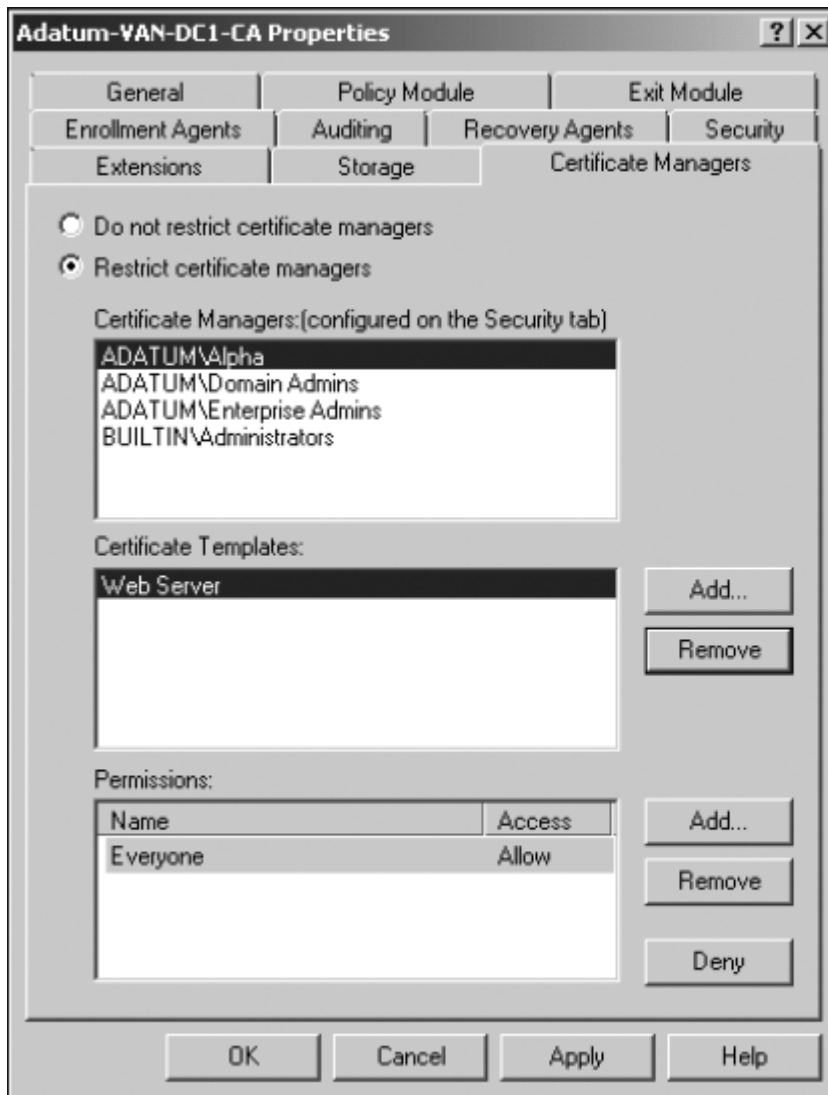 Adatum-VAN-DC1-CA Properties
General Policy Module Exit Module
Enrollment Agents Auditing Recovery Agents Security
Extensions Storage Certificate Managers
Do not restrict certificate managers
Restrict certificate managers
Certificate Managers:(configured on the Security tab)
ADATUM\Alpha
ADATUM\Domain Admins
ADATUM\Enterprise Admins
BUILTIN\Administrators
Certificate Templates:
Web Server
Add...
Remove
Permissions:
Name Access
Everyone Allow
Add...
Remove
Deny
OK Cancel Apply Help